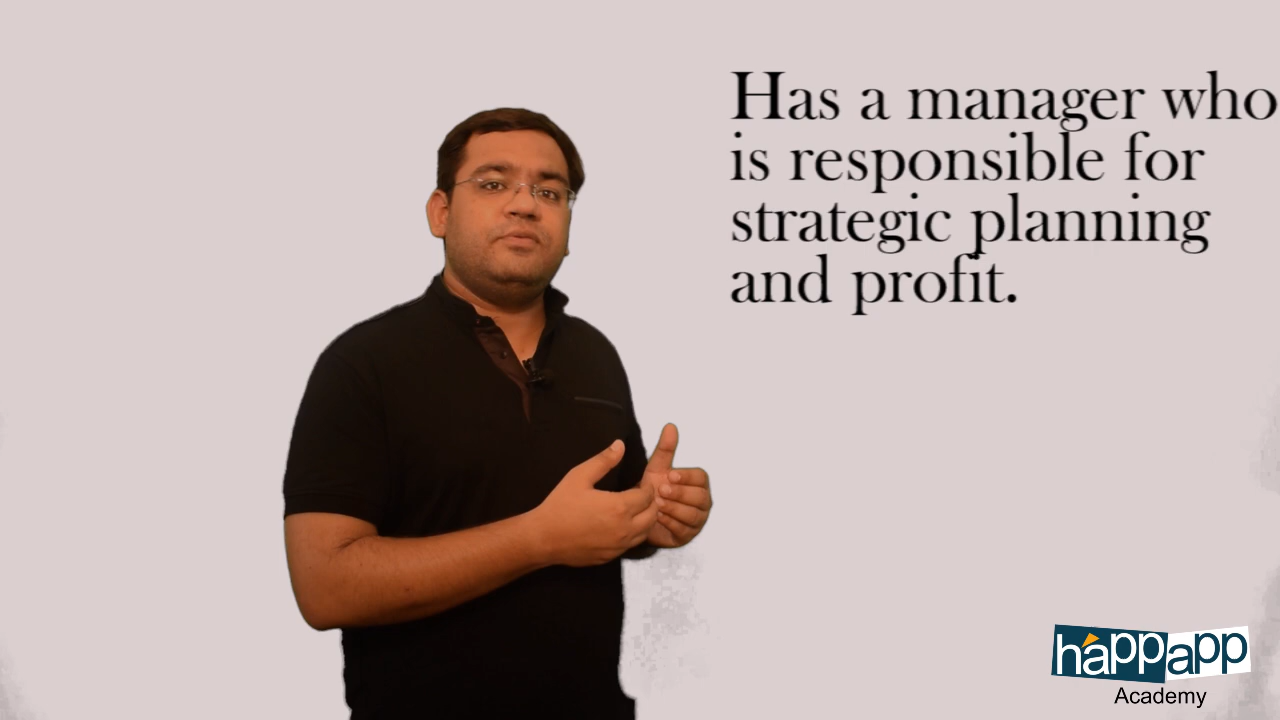 Has a manager who
is responsible for
strategic planning
and profit.
happapp
Academy